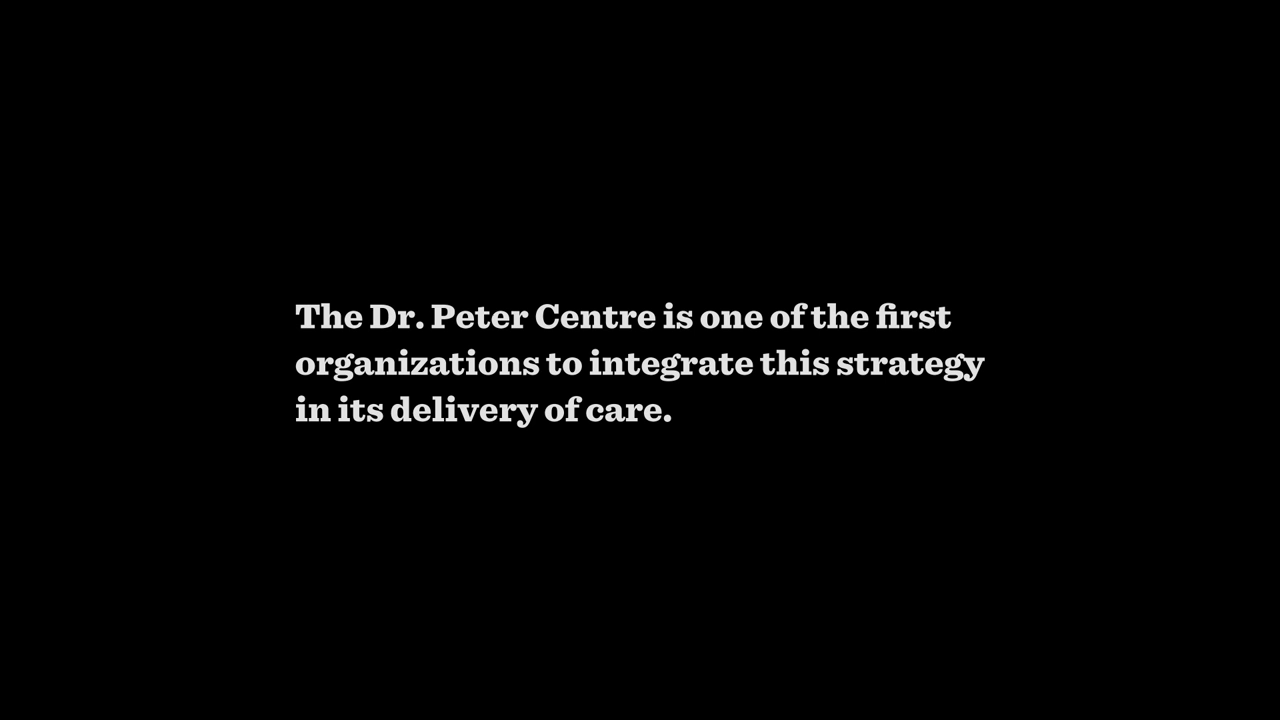 The Dr. Peter Centre is one of the first
organizations to integrate this strategy
in its delivery of care.